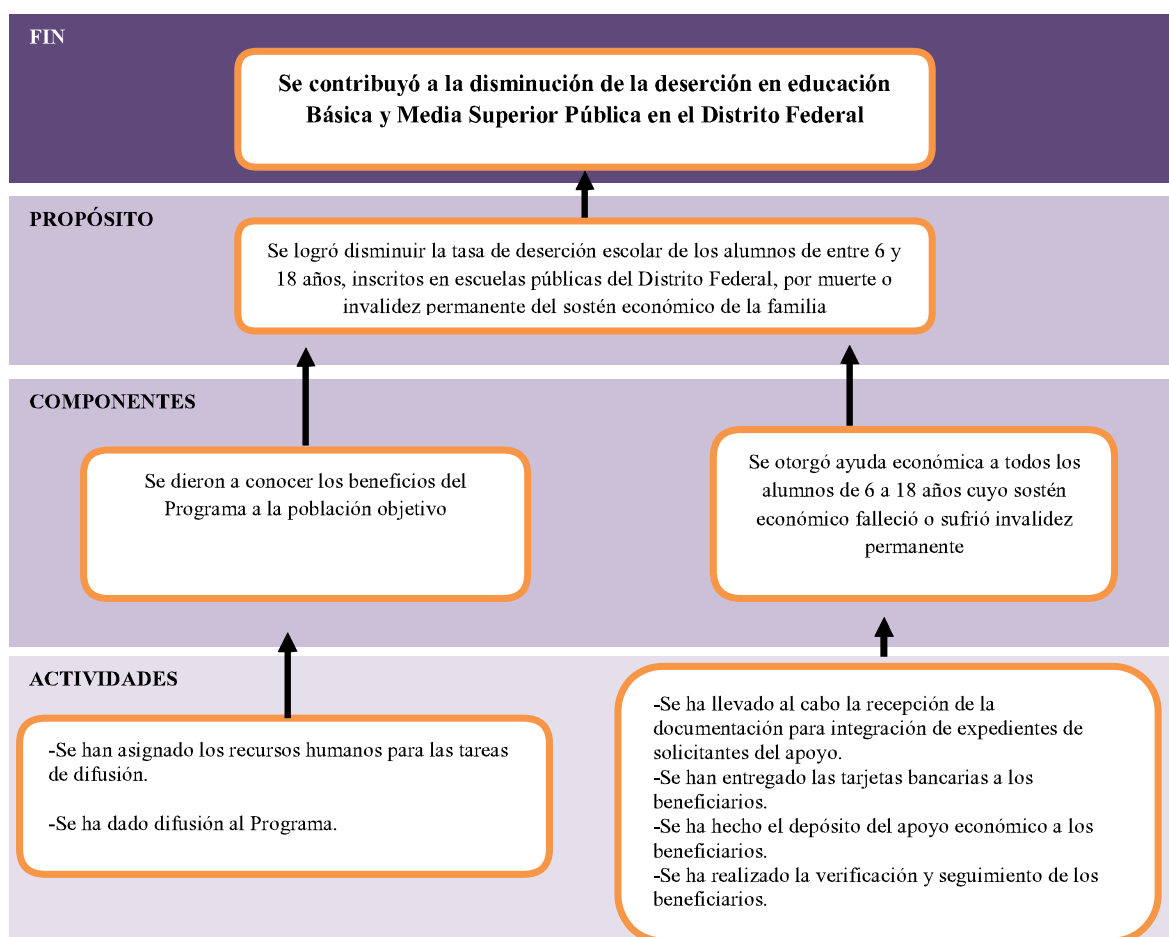 FIN
Se contribuyó a la disminución de la deserción en educación
Básica y Media Superior Pública en el Distrito Federal
PROPÓSITO
Se logró disminuir la tasa de deserción escolar de los alumnos de entre 6 y
18 años, inscritos en escuelas públicas del Distrito Federal, por muerte o
invalidez permanente del sostén económico de la familia
COMPONENTES
Se dieron a conocer los beneficios del
Programa a la población objetivo
Se otorgó ayuda económica a todos los
alumnos de 6 a 18 años cuyo sostén
económico falleció o sufrió invalidez
permanente
ACTIVIDADES
-Se han asignado los recursos humanos para las tareas
de difusión.
-Se ha dado difusión al Programa.
-Se ha llevado al cabo la recepción de la
documentación para integración de expedientes de
solicitantes del apoyo.
-Se han entregado las tarjetas bancarias a los
beneficiarios.
-Se ha hecho el depósito del apoyo económico a los
beneficiarios.
-Se ha realizado la verificación y seguimiento de los
beneficiarios.